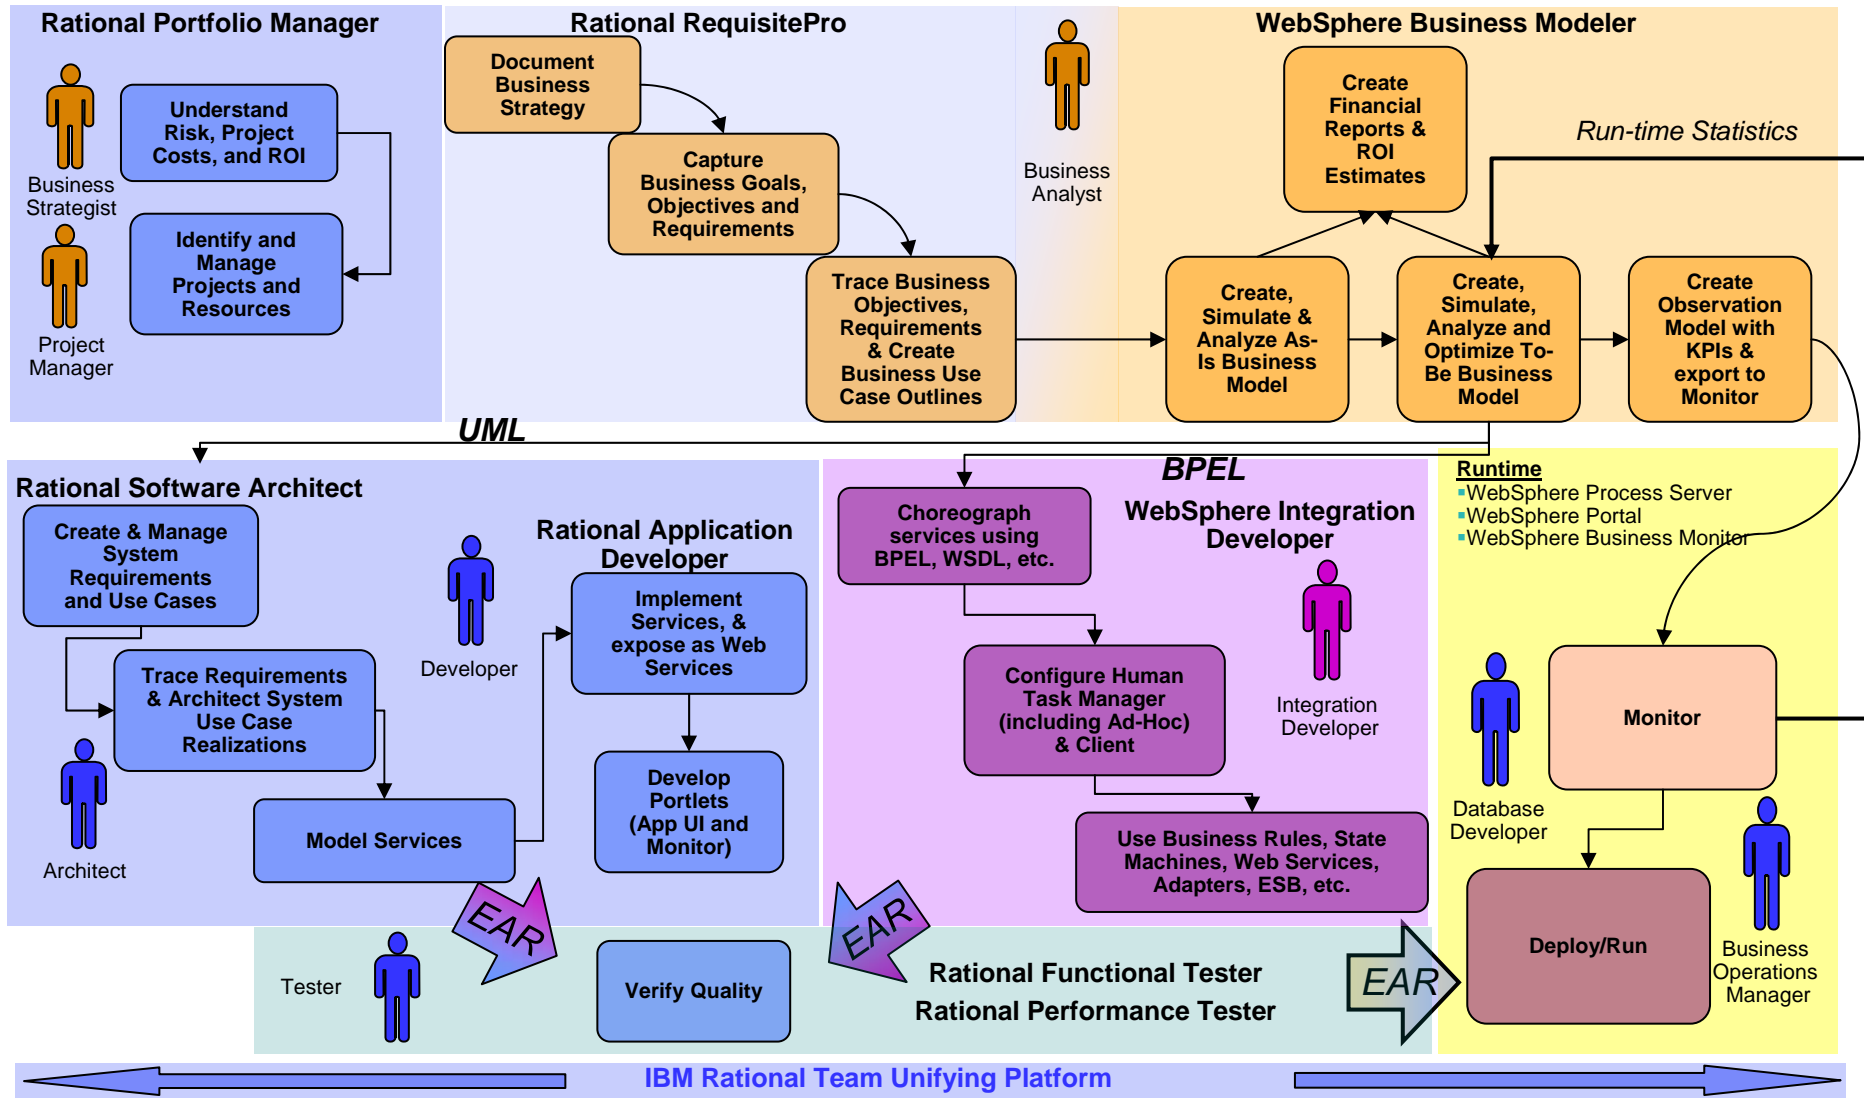 Rational Portfolio Manager
Business
Strategist
Understand
Risk, Project
Costs, and ROI
Project
Manager
Identify and
Manage
Projects and
Resources
Rational RequisitePro
Document
Business
Strategy
Capture
Business Goals,
Objectives and
Requirements
Trace Business
Objectives,
Requirements
& Create
Business Use
Case Outlines
Business
Analyst
WebSphere Business Modeler
Create
Financial
Reports &
ROI
Estimates
Run-time Statistics
Create,
Simulate &
Analyze As-
Is Business
Model
Create,
Simulate,
Analyze and
Optimize To-
Be Business
Model
Create
Observation
Model with
KPIs &
export to
Monitor
UML
BPEL
Rational Software Architect
Create & Manage
System
Requirements
and Use Cases
Trace Requirements
& Architect System
Use Case
Realizations
Architect
Model Services
Developer
Rational Application
Developer
Implement
Services, &
expose as Web
Services
Develop
Portlets
(App UI and
Monitor)
Choreograph
services using
BPEL, WSDL, etc.
WebSphere Integration
Developer
Integration
Developer
Configure Human
Task Manager
(including Ad-Hoc)
& Client
Use Business Rules, State
Machines, Web Services,
Adapters, ESB, etc.
Runtime
▪WebSphere Process Server
▪WebSphere Portal
▪WebSphere Business Monitor
Monitor
Database
Developer
Deploy/Run
Business
Operations
Manager
EAR
EAR
EAR
Tester
Verify Quality
Rational Functional Tester
Rational Performance Tester
IBM Rational Team Unifying Platform